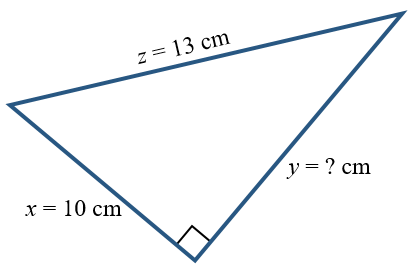 z = 13 cm
y = ? cm
x = 10 cm